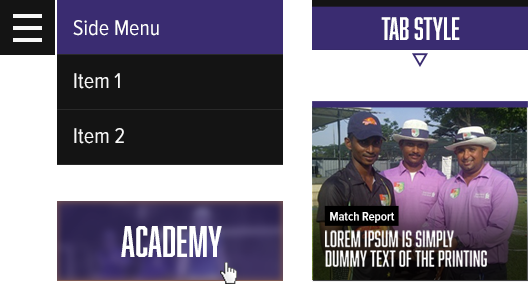 Side Menu
Item 1
Item 2
ACADEMY
TAB STYLE
Match Report
LOREM IPSUM IS SIMPLY
DUMMY TEXT OF THE PRINTING